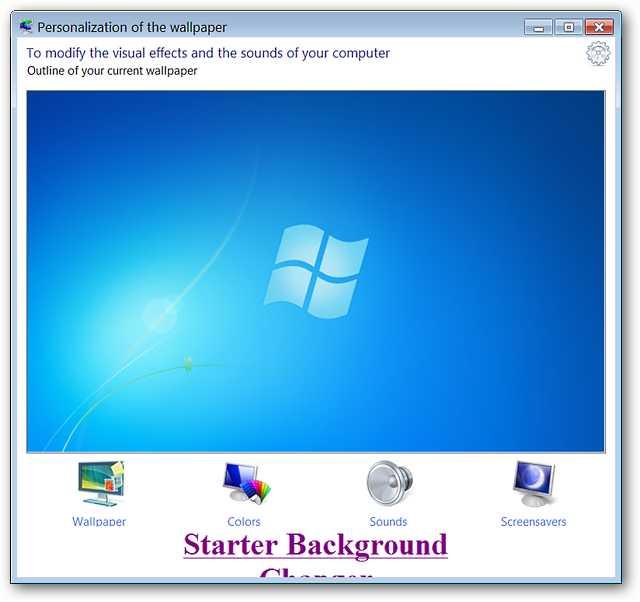 Personalization of the wallpaper
To modify the visual effects and the sounds of your computer
Outline of your current wallpaper
Wallpaper Colors Sounds Screensavers
Starter Background
Changer